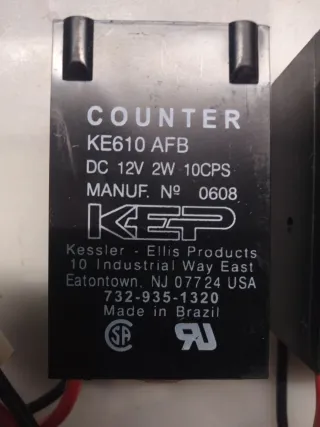 COUNTER
KE610 AFB
DC 12V 2W 10CPS
MANUF. Nº 0608
KEP
Kessler - Ellis Products
10 Industrial Way East
Eatontown, NJ 07724 USA
732-935-1320
Made in Brazil